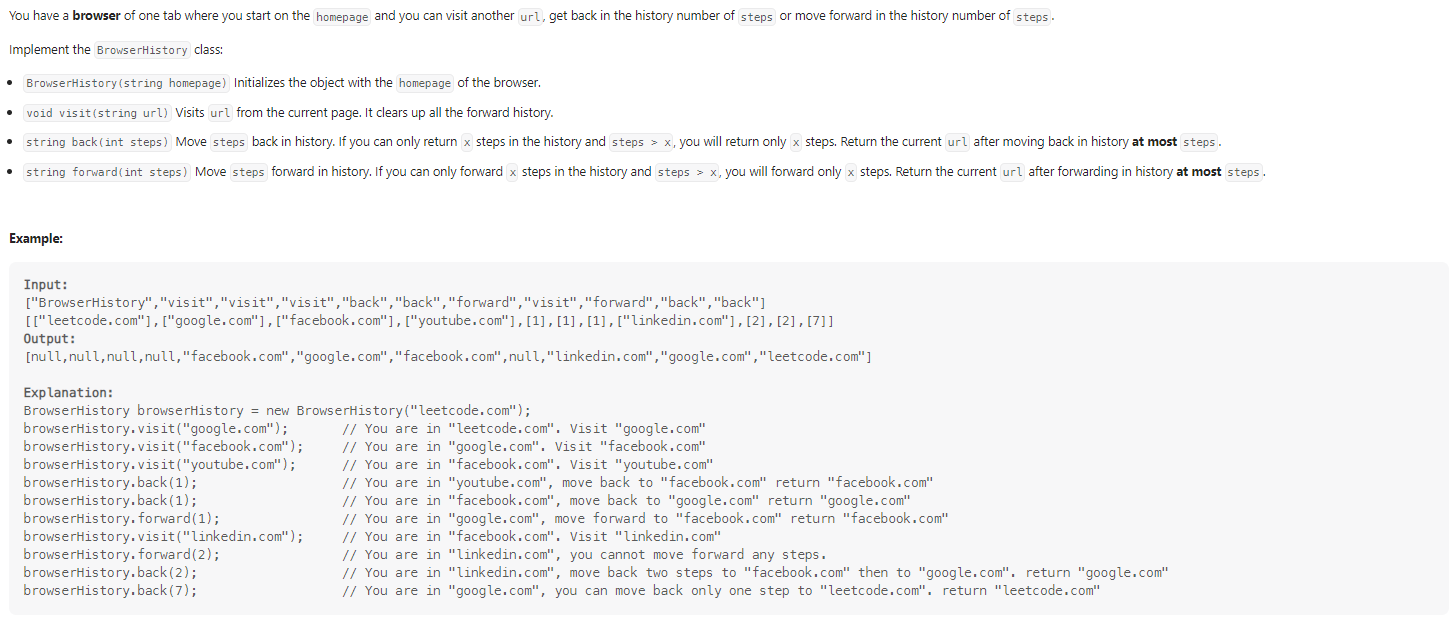 You have a browser of one tab where you start on the homepage and you can visit another url, get back in the history number of steps or move forward in the history number of steps.
Implement the BrowserHistory class:
• BrowserHistory(string homepage) Initializes the object with the homepage of the browser.
• void visit(string url) Visits url from the current page. It clears up all the forward history.
• string back(int steps) Move steps back in history. If you can only return x steps in the history and steps > x, you will return only x steps. Return the current url after moving back in history at most steps.
• string forward(int steps) Move steps forward in history. If you can only forward x steps in the history and steps > x, you will forward only x steps. Return the current url after forwarding in history at most steps.
Example:
Input:
["BrowserHistory","visit","visit","visit","back","back","forward","visit","forward","back","back"]
[["leetcode.com"],["google.com"],["facebook.com"],["youtube.com"],[1],[1],[1],["linkedin.com"],[2],[2],[7]]
Output:
[null,null,null,null,"facebook.com","google.com","facebook.com",null,"linkedin.com","google.com","leetcode.com"]
Explanation:
BrowserHistory browserHistory = new BrowserHistory("leetcode.com");
browserHistory.visit("google.com");       // You are in "leetcode.com". Visit "google.com"
browserHistory.visit("facebook.com");     // You are in "google.com". Visit "facebook.com"
browserHistory.visit("youtube.com");      // You are in "facebook.com". Visit "youtube.com"
browserHistory.back(1);                   // You are in "youtube.com", move back to "facebook.com" return "facebook.com"
browserHistory.back(1);                   // You are in "facebook.com", move back to "google.com" return "google.com"
browserHistory.forward(1);                // You are in "google.com", move forward to "facebook.com" return "facebook.com"
browserHistory.visit("linkedin.com");     // You are in "facebook.com". Visit "linkedin.com"
browserHistory.forward(2);                // You are in "linkedin.com", you cannot move forward any steps.
browserHistory.back(2);                   // You are in "linkedin.com", move back two steps to "facebook.com" then to "google.com". return "google.com"
browserHistory.back(7);                   // You are in "google.com", you can move back only one step to "leetcode.com". return "leetcode.com"